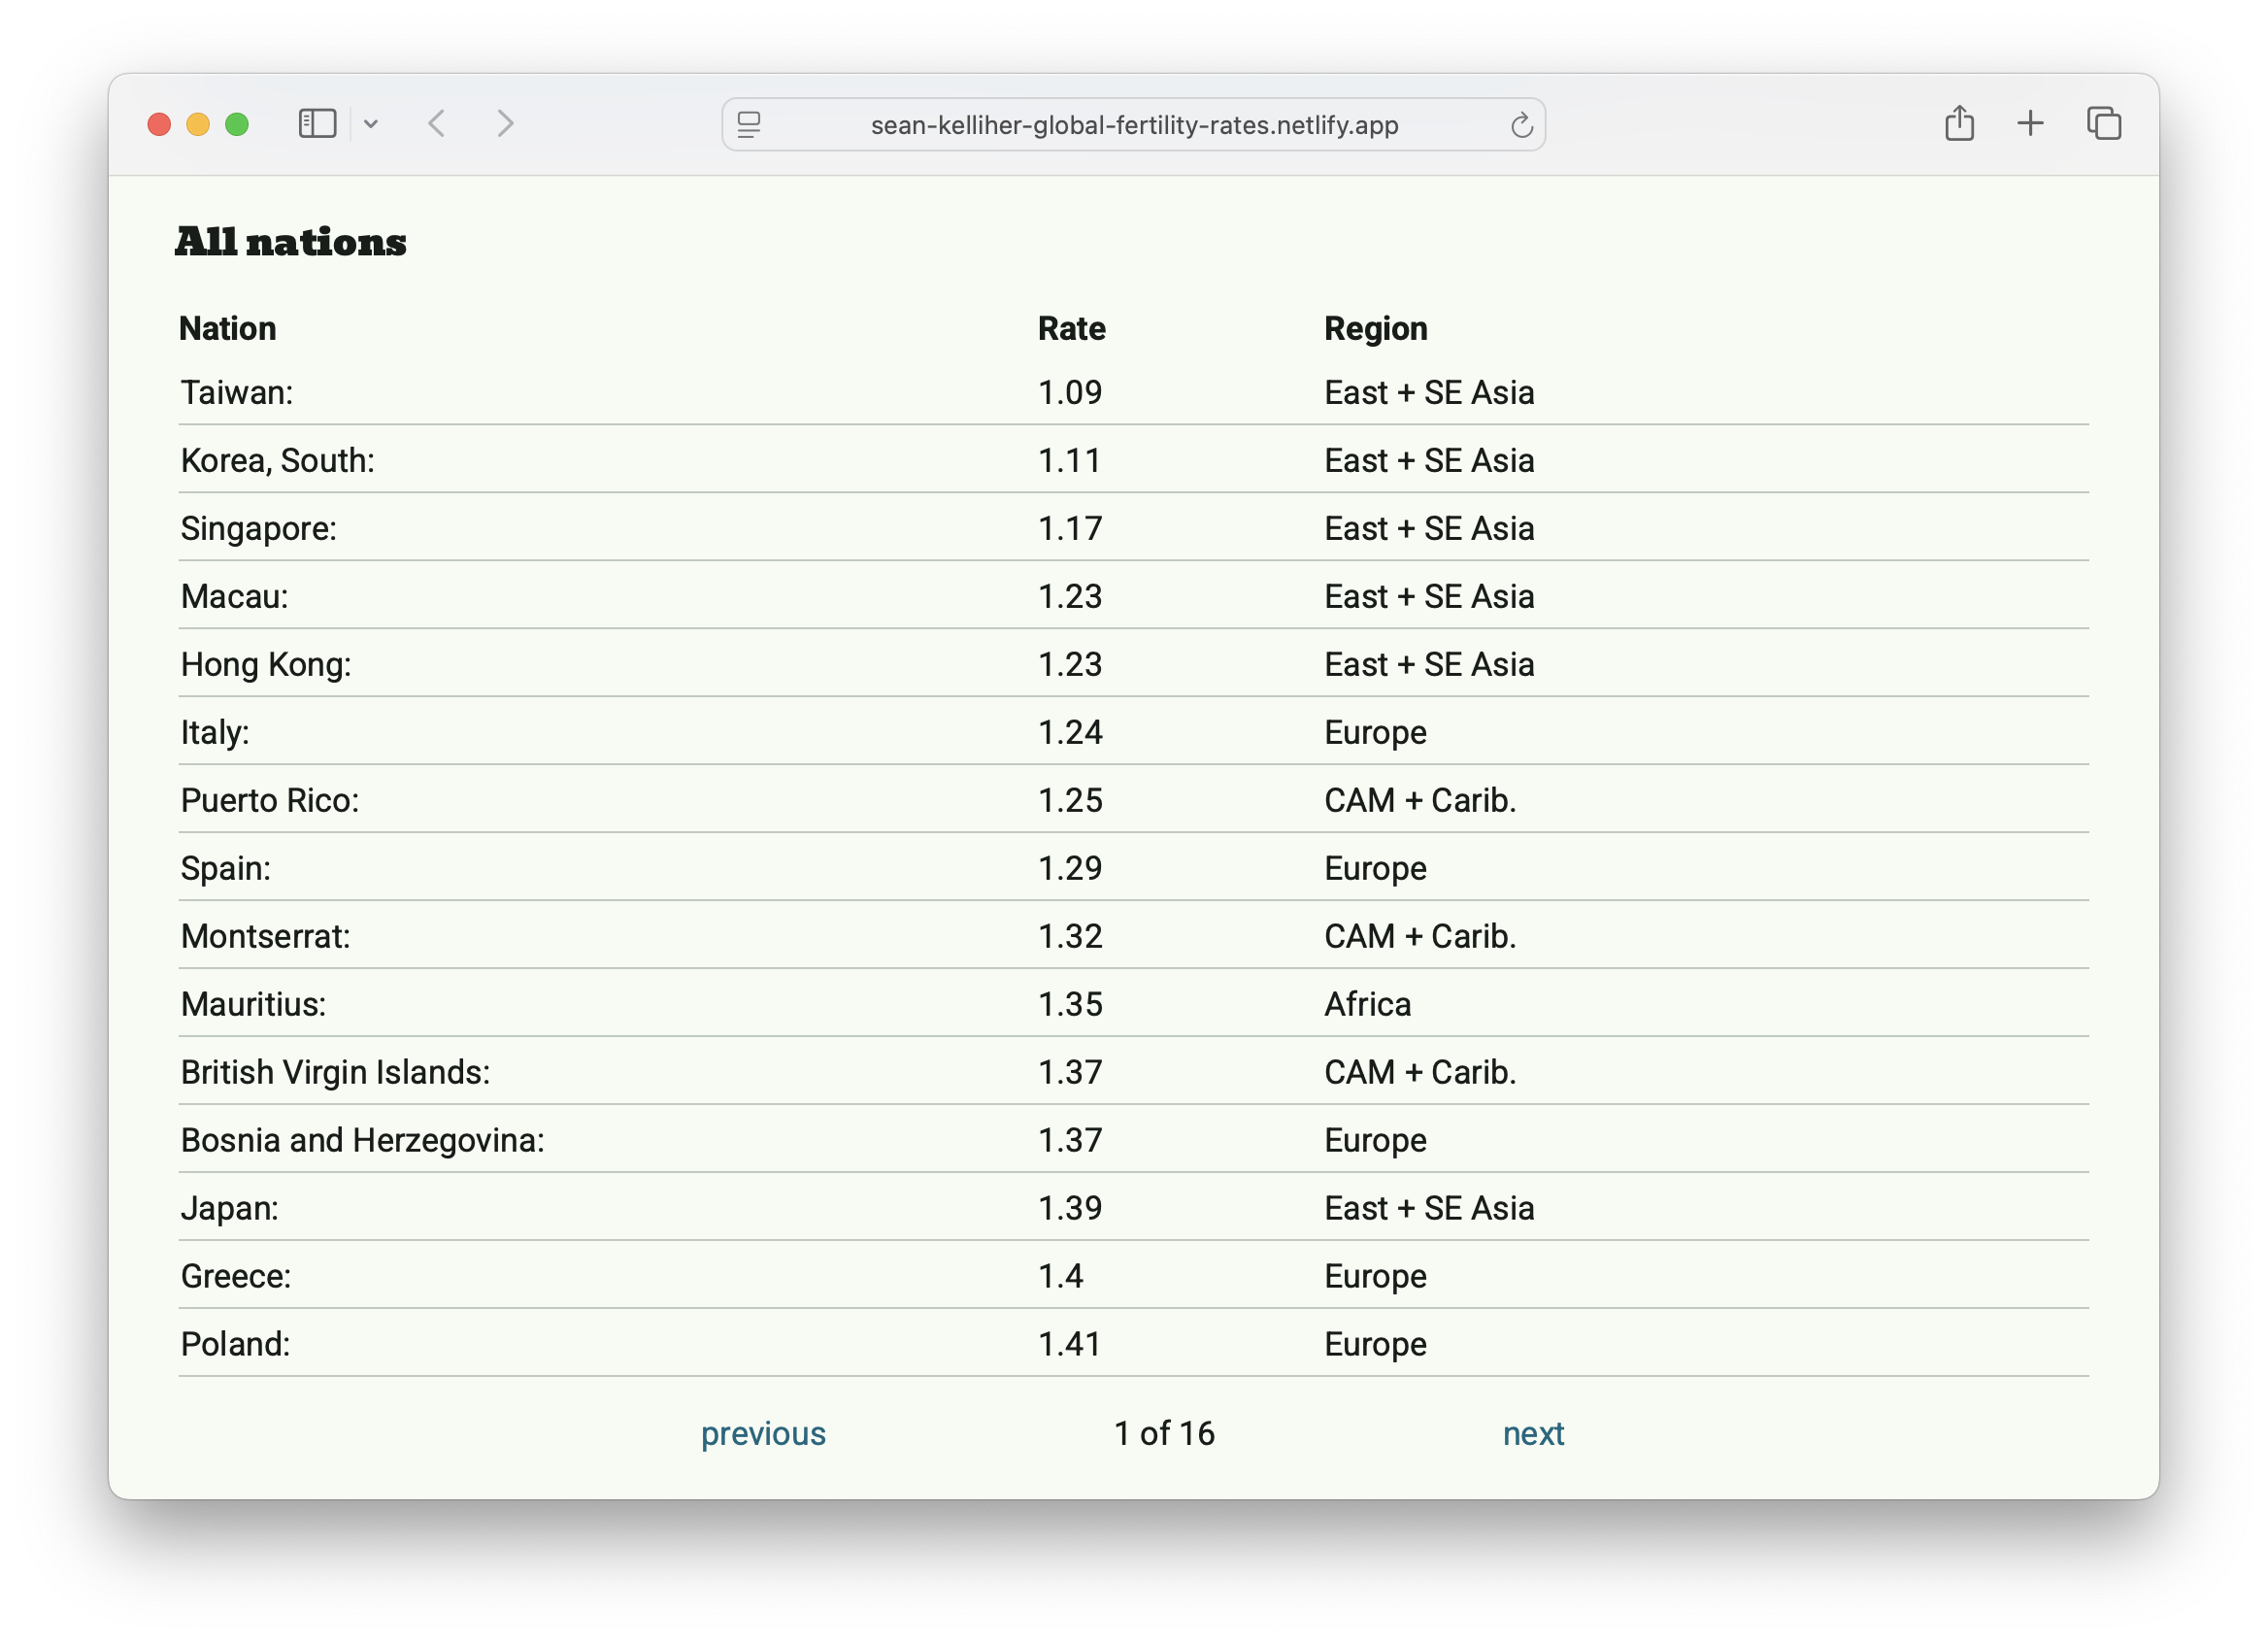 sean-kelliher-global-fertility-rates.netlify.app
All nations
Nation Rate Region
Taiwan: 1.09 East + SE Asia
Korea, South: 1.11 East + SE Asia
Singapore: 1.17 East + SE Asia
Macau: 1.23 East + SE Asia
Hong Kong: 1.23 East + SE Asia
Italy: 1.24 Europe
Puerto Rico: 1.25 CAM + Carib.
Spain: 1.29 Europe
Montserrat: 1.32 CAM + Carib.
Mauritius: 1.35 Africa
British Virgin Islands: 1.37 CAM + Carib.
Bosnia and Herzegovina: 1.37 Europe
Japan: 1.39 East + SE Asia
Greece: 1.4 Europe
Poland: 1.41 Europe
previous 1 of 16 next